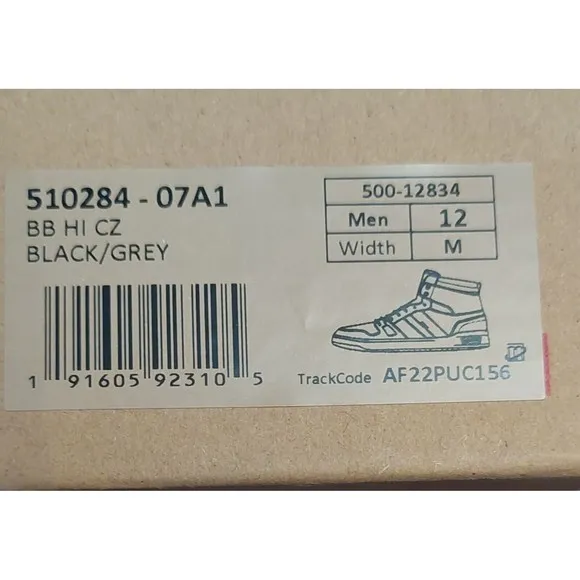 510284 - 07A1
BB HI CZ
BLACK/GREY
1 91605 92310 5
500-12834
Men 12
Width M
TrackCode AF22PUC156